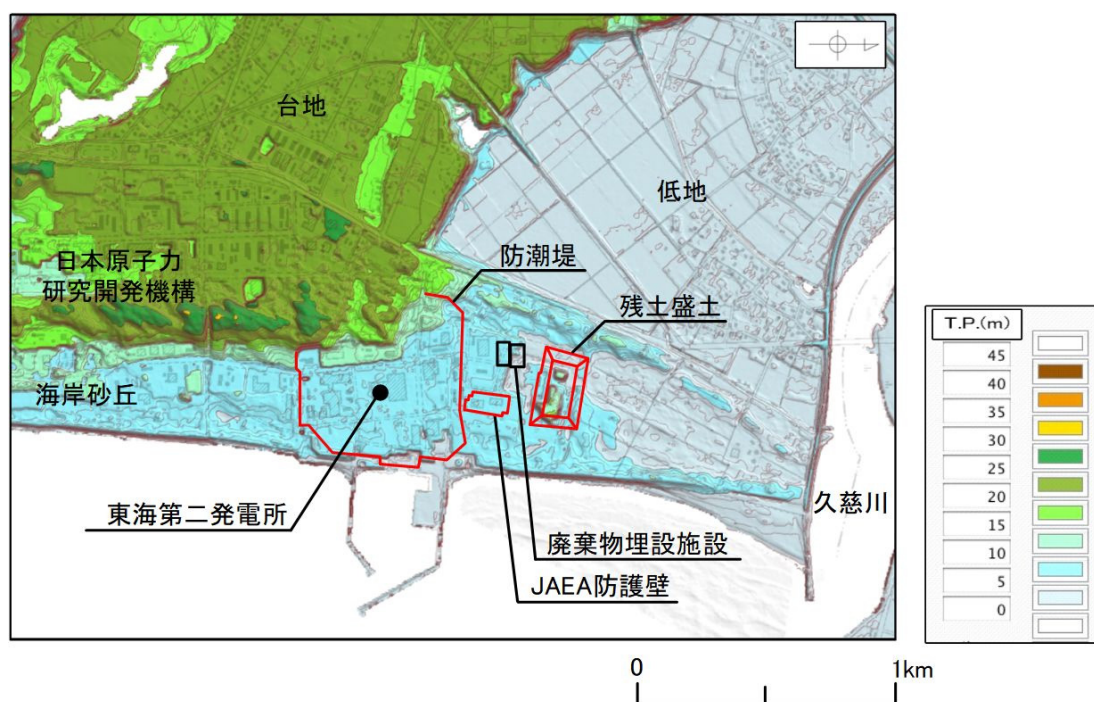 台地
低地
防潮堤
日本原子力
研究開発機構
残土盛土
海岸砂丘
東海第二発電所
久慈川
廃棄物埋設施設
JAEA防護壁
T.P.(m)
45
40
35
30
25
20
15
10
5
0
0
1km